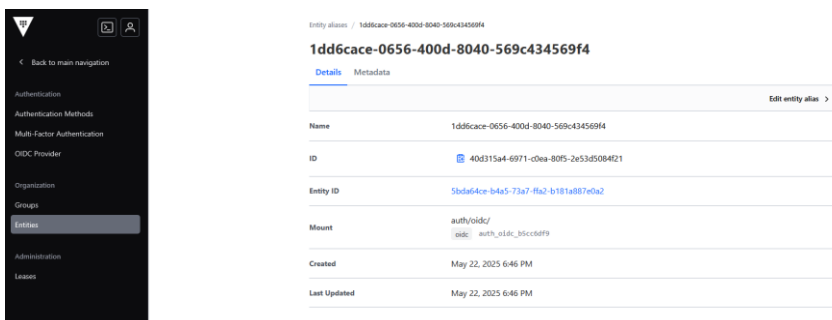 Back to main navigation
Authentication
Authentication Methods
Multi-Factor Authentication
OIDC Provider
Organization
Groups
Entities
Administration
Leases
Entity aliases / 1dd6cace-0656-400d-8040-569c434569f4
1dd6cace-0656-400d-8040-569c434569f4
Details Metadata
Edit entity alias
Name 1dd6cace-0656-400d-8040-569c434569f4
ID 40d315a4-6971-c0ea-80f5-2e53d5084f21
Entity ID 5bda64ce-b4a5-73a7-ffa2-b181a887e0a2
Mount auth/oidc/
oidc auth_oidc_b5cc6df9
Created May 22, 2025 6:46 PM
Last Updated May 22, 2025 6:46 PM